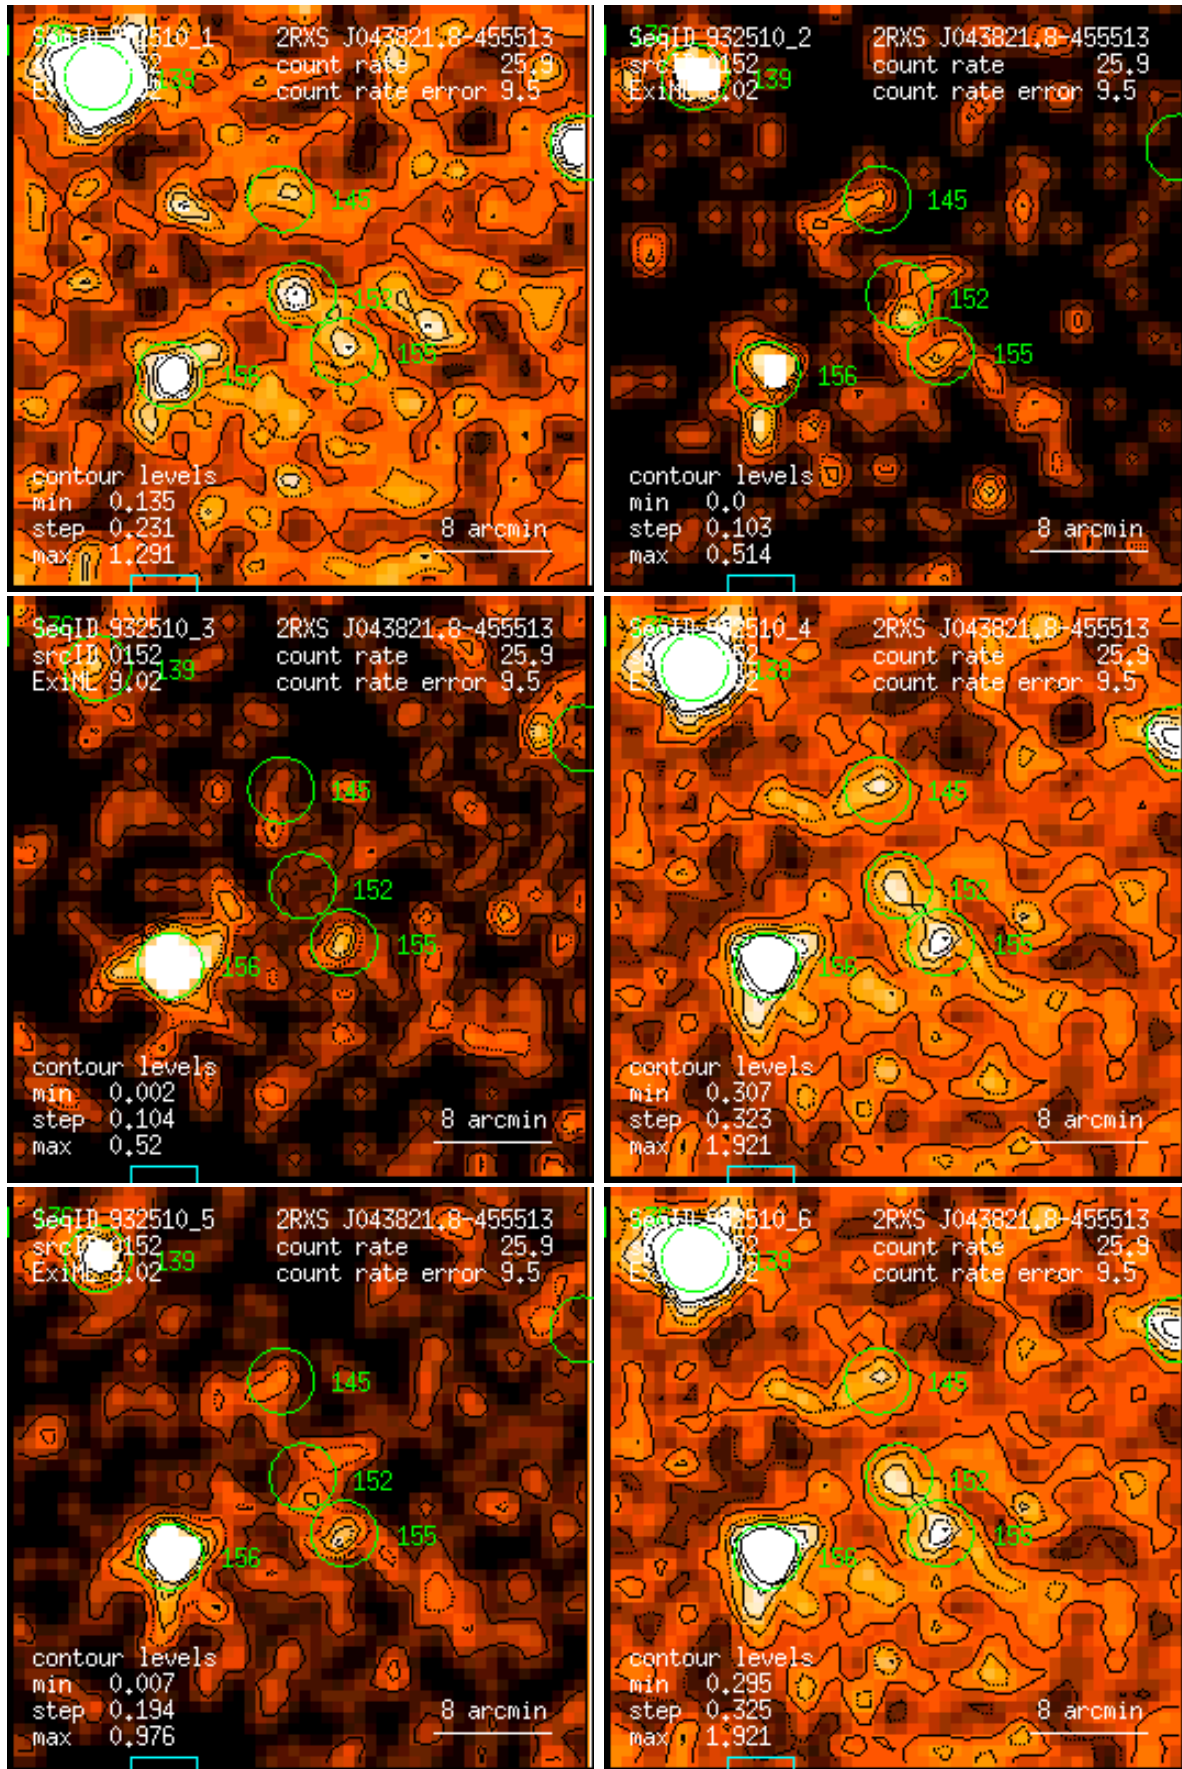 SeqID 932510_1 2RXS J043821.8-455513
count rate 25.9
count rate error 9.5
139
145
152
155
156
contour levels
min 0.135
step 0.231
max 1.291
8 arcmin
SeqID 932510_2 2RXS J043821.8-455513
srcID 0152 count rate 25.9
ExiML 9.02 count rate error 9.5
139
145
152
155
156
contour levels
min 0.0
step 0.103
max 0.514
8 arcmin
SeqID 932510_3 2RXS J043821.8-455513
srcID 0152 count rate 25.9
ExiML 9.02 count rate error 9.5
139
145
152
155
156
contour levels
min 0.002
step 0.104
max 0.52
8 arcmin
SeqID 932510_4 2RXS J043821.8-455513
count rate 25.9
count rate error 9.5
139
145
152
155
156
contour levels
min 0.307
step 0.323
max 1.921
8 arcmin
SeqID 932510_5 2RXS J043821.8-455513
srcID 0152 count rate 25.9
ExiML 9.02 count rate error 9.5
139
145
152
155
156
contour levels
min 0.007
step 0.194
max 0.976
8 arcmin
SeqID 932510_6 2RXS J043821.8-455513
count rate 25.9
count rate error 9.5
139
145
152
155
156
contour levels
min 0.295
step 0.325
max 1.921
8 arcmin